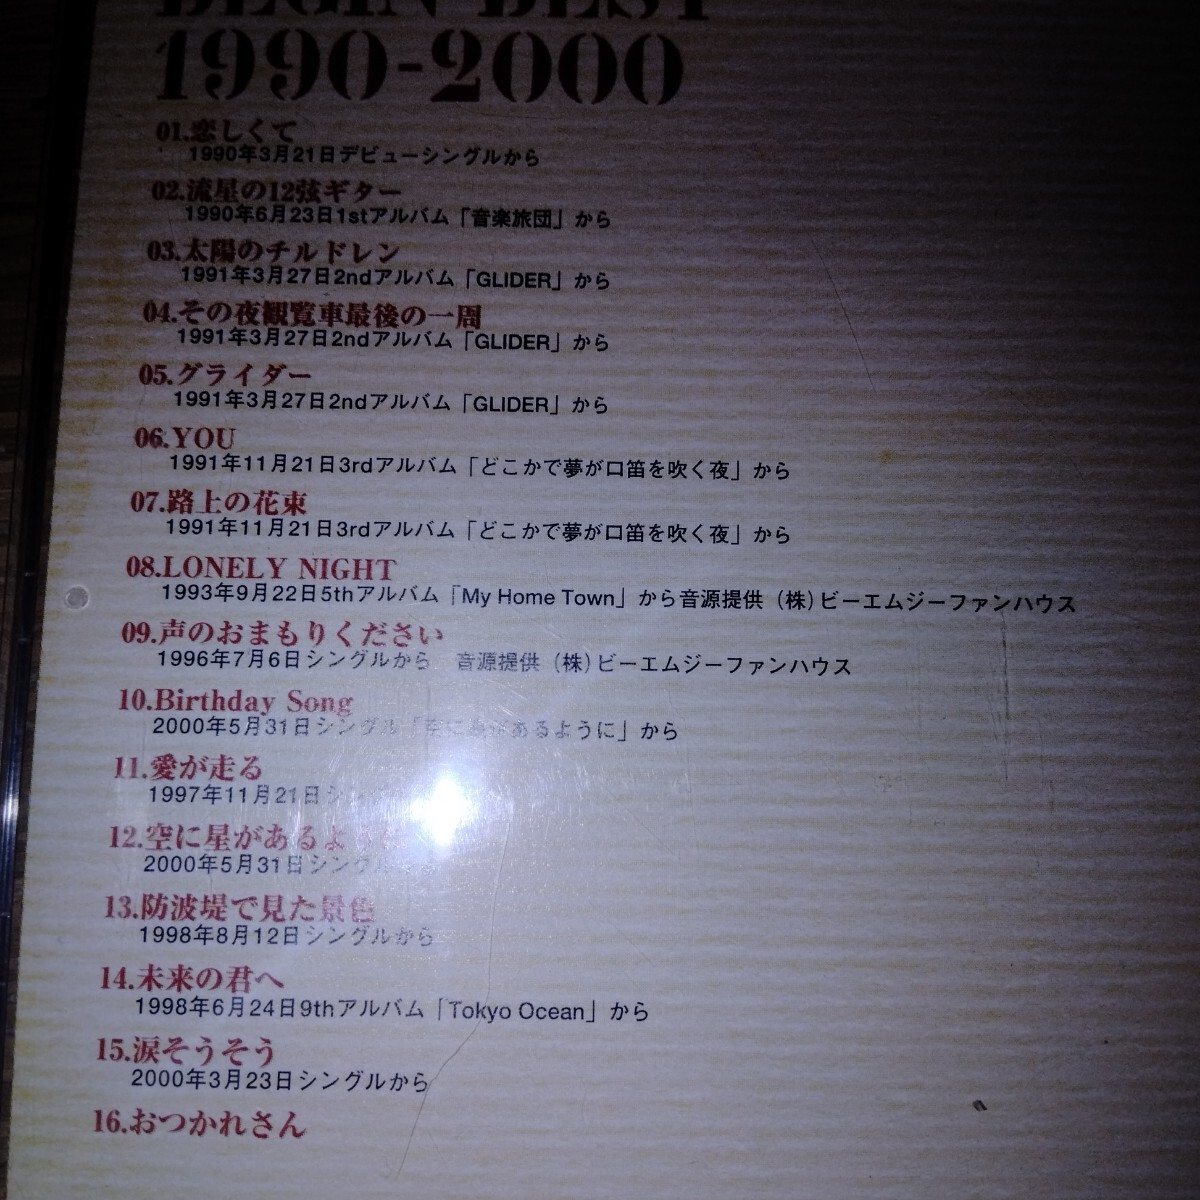 BEGIN BEST
1990-2000
01.恋しくて
1990年3月21日デビューシングルから
02.流星の12弦ギター
1990年6月23日1stアルバム「音楽旅団」から
03.太陽のチルドレン
1991年3月27日2ndアルバム「GLIDER」から
04.その夜観覧車最後の一周
1991年3月27日2ndアルバム「GLIDER」から
05.グライダー
1991年3月27日2ndアルバム「GLIDER」から
06.YOU
1991年11月21日3rdアルバム「どこかで夢が口笛を吹く夜」から
07.路上の花束
1991年11月21日3rdアルバム「どこかで夢が口笛を吹く夜」から
08.LONELY NIGHT
1993年9月22日5thアルバム「My Home Town」から音源提供（株）ビーエムジーファンハウス
09.声のおまもりください
1996年7月6日シングルから 音源提供（株）ビーエムジーファンハウス
10.Birthday Song
2000年5月31日シングル「空に星があるように」から
11.愛が走る
1997年11月21日シングル
12.空に星があるように
2000年5月31日シングルから
13.防波堤で見た景色
1998年8月12日シングルから
14.未来の君へ
1998年6月24日9thアルバム「Tokyo Ocean」から
15.涙そうそう
2000年3月23日シングルから
16.おつかれさん